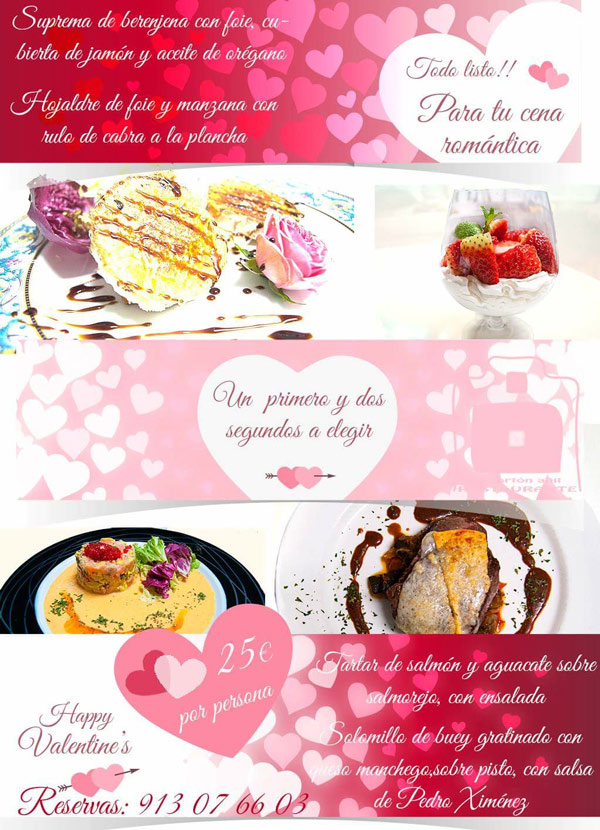 Suprema de berenjena con foie, cu-
bierta de jamón y aceite de orégano
Hojaldre de foie y manzana con
rulo de cabra a la plancha
Todo listo!!
Para tu cena
romántica
Un primero y dos
segundos a elegir
25€
por persona
Happy
Valentine's
Tartar de salmón y aguacate sobre
salmorejo, con ensalada
Solomillo de buey gratinado con
queso manchego,sobre pisto, con salsa
de Pedro Ximénez
Reservas: 913 07 66 03